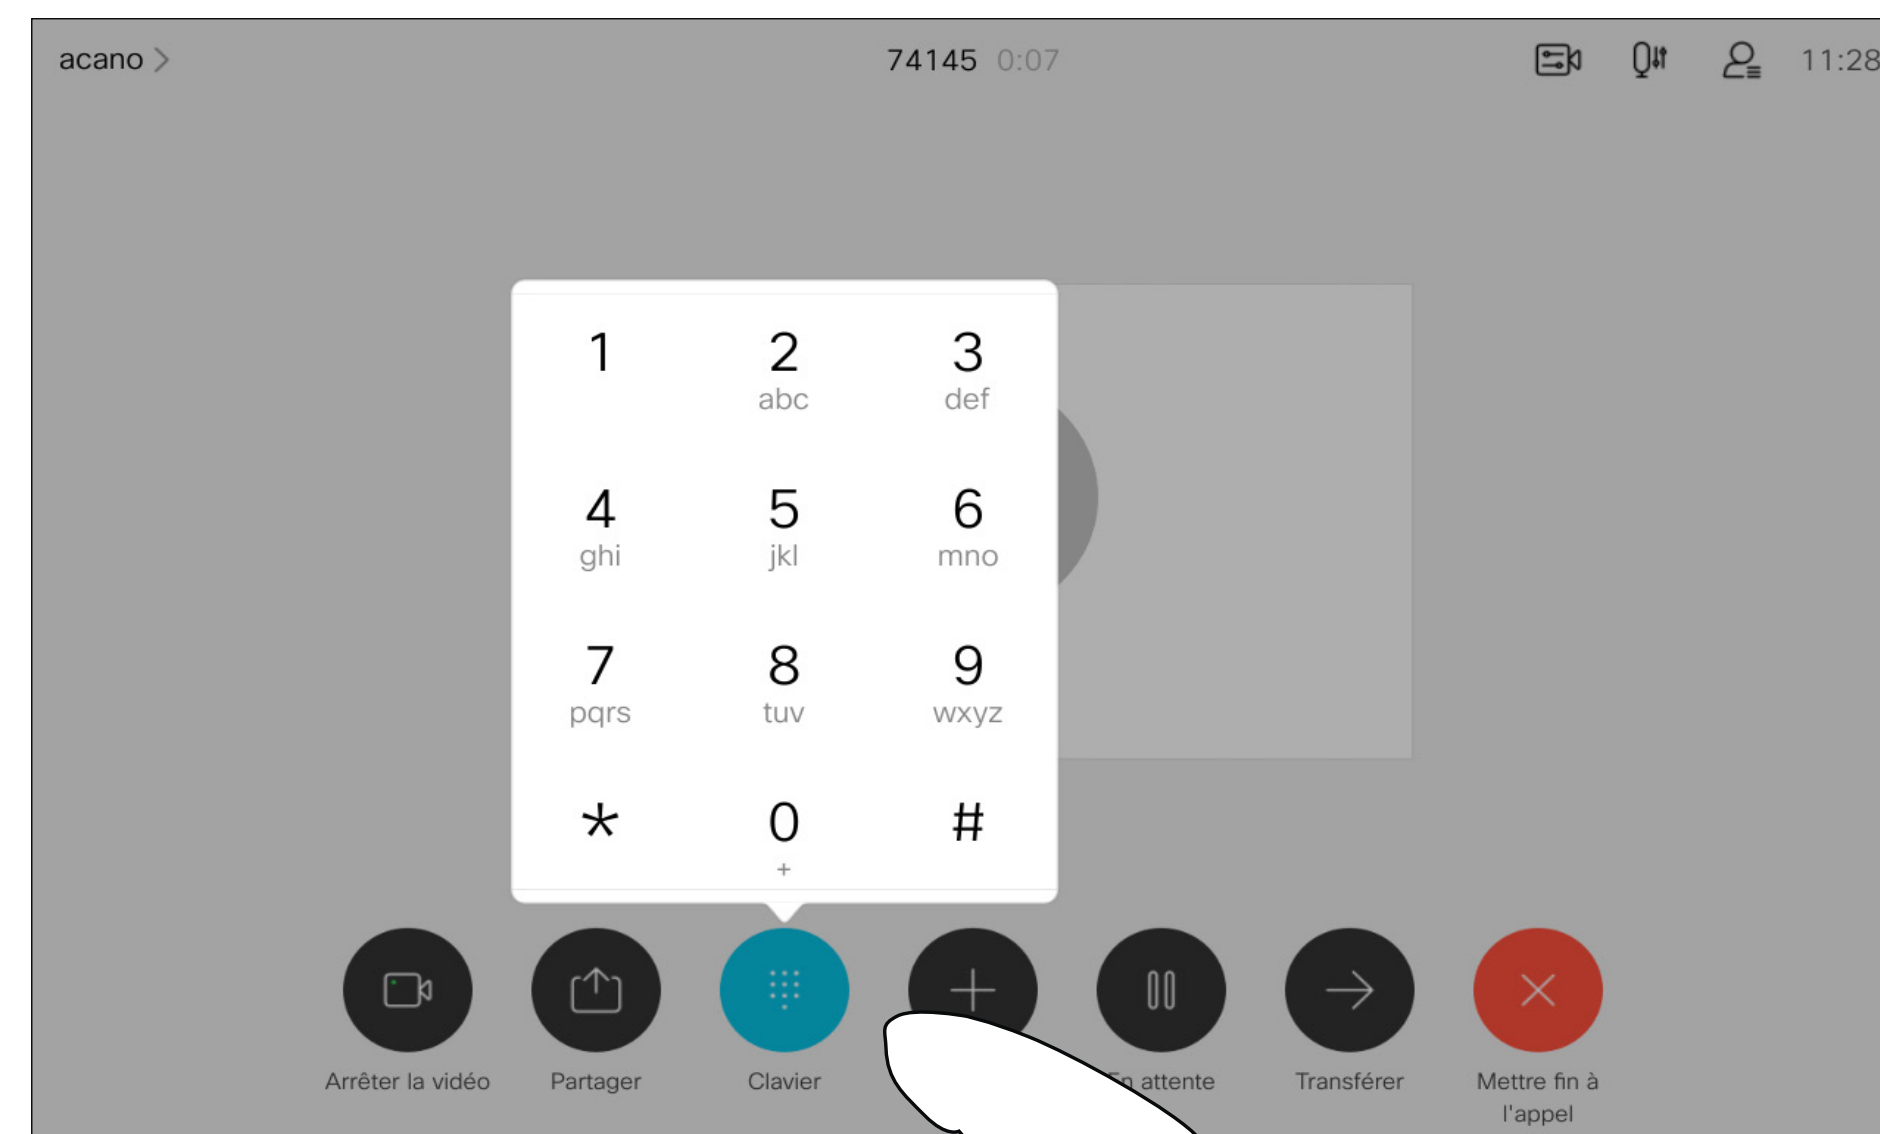 acano
74145 0:07
11:28
1 2 3
abc def
4 5 6
ghi jkl mno
7 8 9
pqrs tuv wxyz
* 0 #
+
Arrêter la vidéo
Partager
Clavier
En attente
Transférer
Mettre fin à
l'appel